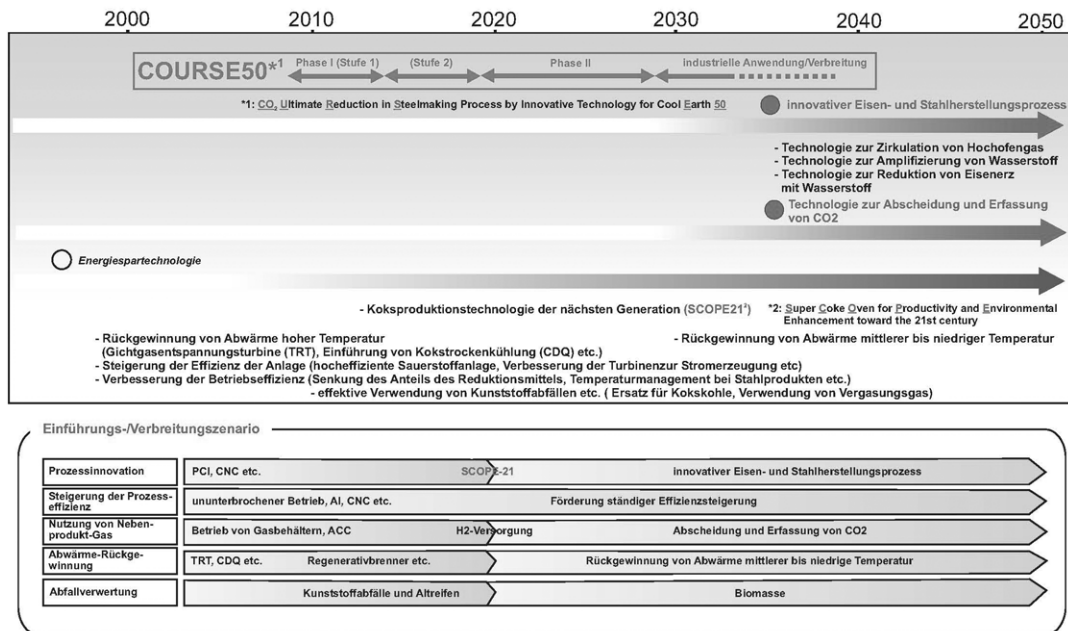 2000 2010 2020 2030 2040 2050
COURSE50*1 Phase I (Stufe 1) (Stufe 2) Phase II industrielle Anwendung/Verbreitung
*1: CO2 Ultimate Reduction in Steelmaking Process by Innovative Technology for Cool Earth 50
innovativer Eisen- und Stahlherstellungsprozess
- Technologie zur Zirkulation von Hochofengas
- Technologie zur Amplifizierung von Wasserstoff
- Technologie zur Reduktion von Eisenerz
mit Wasserstoff
Technologie zur Abscheidung und Erfassung
von CO2
Energiespartechnologie
- Koksproduktionstechnologie der nächsten Generation (SCOPE21²)
*2: Super Coke Oven for Productivity and Environmental
Enhancement toward the 21st century
- Rückgewinnung von Abwärme hoher Temperatur
(Gichtgasentspannungsturbine (TRT), Einführung von Kokstrockenkühlung (CDQ) etc.)
- Rückgewinnung von Abwärme mittlerer bis niedriger Temperatur
- Steigerung der Effizienz der Anlage (hocheffiziente Sauerstoffanlage, Verbesserung der Turbinenzur Stromerzeugung etc)
- Verbesserung der Betriebseffizienz (Senkung des Anteils des Reduktionsmittels, Temperaturmanagement bei Stahlprodukten etc.)
- effektive Verwendung von Kunststoffabfällen etc. ( Ersatz für Kokskohle, Verwendung von Vergasungsgas)
Einführungs-/Verbreitungszenario
Prozessinnovation PCI, CNC etc. SCOPE-21 innovativer Eisen- und Stahlherstellungsprozess
Steigerung der Prozess-
effizienz
ununterbrochener Betrieb, AI, CNC etc. Förderung ständiger Effizienzsteigerung
Nutzung von Neben-
produkt-Gas
Betrieb von Gasbehältern, ACC H2-Versorgung Abscheidung und Erfassung von CO2
Abwärme-Rückge-
winnung
TRT, CDQ etc. Regenerativbrenner etc. Rückgewinnung von Abwärme mittlerer bis niedrige Temperatur
Abfallverwertung Kunststoffabfälle und Altreifen Biomasse